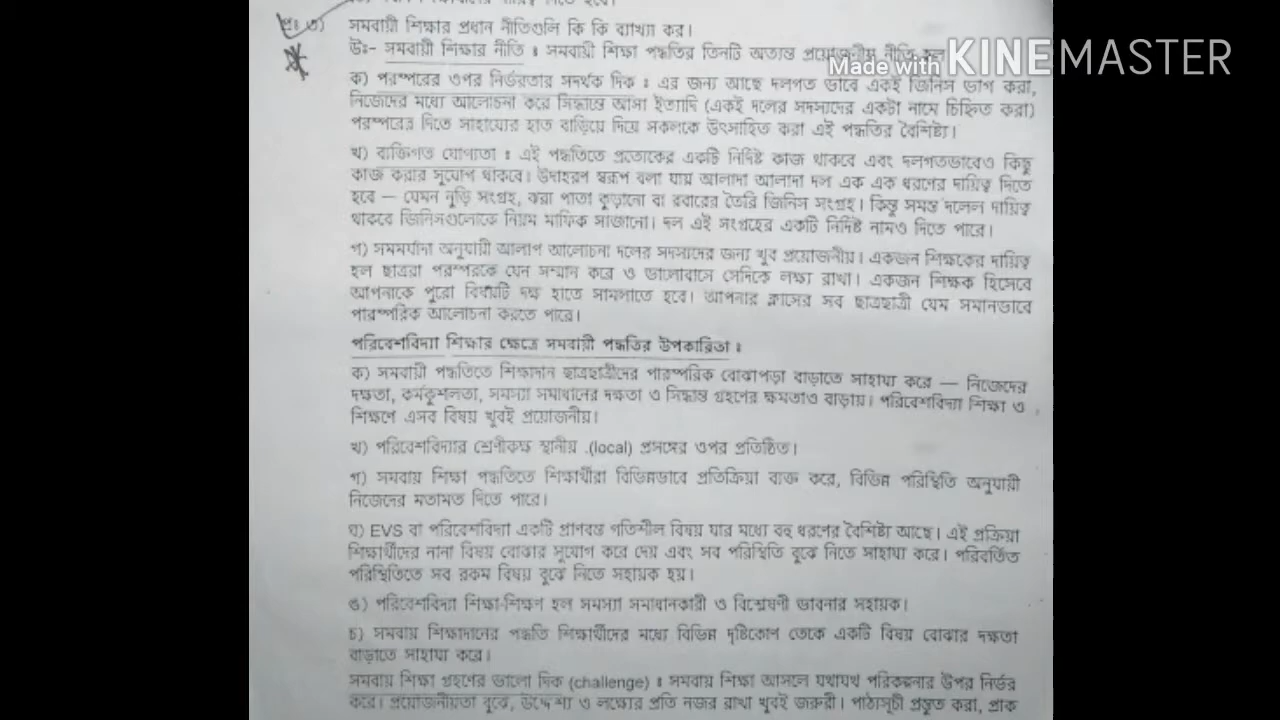 প্রঃ ৩) সমবায়ী শিক্ষার প্রধান নীতিগুলি কি কি ব্যাখ্যা কর।
উঃ- সমবায়ী শিক্ষার নীতি ঃ সমবায়ী শিক্ষা পদ্ধতির তিনটি অত্যন্ত প্রয়োজনীয় নীতি হল
Made with KINEMASTER
ক) পরস্পরের ওপর নির্ভরতার সদর্থক দিক ঃ এর জন্য আছে দলগত ভাবে একই জিনিস ভাগ করা,
নিজেদের মধ্যে আলোচনা করে সিদ্ধান্তে আসা ইত্যাদি (একই দলের সদস্যদের একটা নামে চিহ্নিত করা)
পরস্পরের দিতে সাহায্যের হাত বাড়িয়ে দিয়ে সকলকে উৎসাহিত করা এই পদ্ধতির বৈশিষ্ট্য।
খ) ব্যক্তিগত যোগ্যতা ঃ এই পদ্ধতিতে প্রত্যেকের একটি নির্দিষ্ট কাজ থাকবে এবং দলগতভাবেও কিছু
কাজ করার সুযোগ থাকবে। উদাহরণ স্বরূপ বলা যায় আলাদা আলাদা দল এক এক ধরণের দায়িত্ব দিতে
হবে — যেমন নুড়ি সংগ্রহ, ঝরা পাতা কুড়ানো বা রবারের তৈরি জিনিস সংগ্রহ। কিন্তু সমস্ত দলেল দায়িত্ব
থাকবে জিনিসগুলোকে নিয়ম মাফিক সাজানো। দল এই সংগ্রহের একটি নির্দিষ্ট নামও দিতে পারে।
গ) সমমর্যাদা অনুযায়ী আলাপ আলোচনা দলের সদস্যদের জন্য খুব প্রয়োজনীয়। একজন শিক্ষকের দায়িত্ব
হল ছাত্ররা পরস্পরকে যেন সম্মান করে ও ভালোবাসে সেদিকে লক্ষ্য রাখা। একজন শিক্ষক হিসেবে
আপনাকে পুরো বিষয়টি দক্ষ হাতে সামলাতে হবে। আপনার ক্লাসের সব ছাত্রছাত্রী যেম সমানভাবে
পারস্পরিক আলোচনা করতে পারে।
পরিবেশবিদ্যা শিক্ষার ক্ষেত্রে সমবায়ী পদ্ধতির উপকারিতা ঃ
ক) সমবায়ী পদ্ধতিতে শিক্ষাদান ছাত্রছাত্রীদের পারস্পরিক বোঝাপড়া বাড়াতে সাহায্য করে — নিজেদের
দক্ষতা, কর্মকুশলতা, সমস্যা সমাধানের দক্ষতা ও সিদ্ধান্ত গ্রহণের ক্ষমতাও বাড়ায়। পরিবেশবিদ্যা শিক্ষা ও
শিক্ষণে এসব বিষয় খুবই প্রয়োজনীয়।
খ) পরিবেশবিদ্যার শ্রেণীকক্ষ স্থানীয় (local) প্রসঙ্গের ওপর প্রতিষ্ঠিত।
গ) সমবায় শিক্ষা পদ্ধতিতে শিক্ষার্থীরা বিভিন্নভাবে প্রতিক্রিয়া ব্যক্ত করে, বিভিন্ন পরিস্থিতি অনুযায়ী
নিজেদের মতামত দিতে পারে।
ঘ) EVS বা পরিবেশবিদ্যা একটি প্রাণবন্ত গতিশীল বিষয় যার মধ্যে বহু ধরণের বৈশিষ্ট্য আছে। এই প্রক্রিয়া
শিক্ষার্থীদের নানা বিষয় বোঝার সুযোগ করে দেয় এবং সব পরিস্থিতি বুঝে নিতে সাহায্য করে। পরিবর্তিত
পরিস্থিতিতে সব রকম বিষয় বুঝে নিতে সহায়ক হয়।
ঙ) পরিবেশবিদ্যা শিক্ষা-শিক্ষণ হল সমস্যা সমাধানকারী ও বিশ্লেষণী ভাবনার সহায়ক।
চ) সমবায় শিক্ষাদানের পদ্ধতি শিক্ষার্থীদের মধ্যে বিভিন্ন দৃষ্টিকোণ তেকে একটি বিষয় বোঝার দক্ষতা
বাড়াতে সাহায্য করে।
সমবায় শিক্ষা গ্রহণের ভালো দিক (challenge) ঃ সমবায় শিক্ষা আসলে যথাযথ পরিকল্পনার উপর নির্ভর
করে। প্রয়োজনীয়তা বুঝে, উদ্দেশ্য ও লক্ষ্যের প্রতি নজর রাখা খুবই জরুরী। পাঠ্যসূচী প্রস্তুত করা, প্রাক